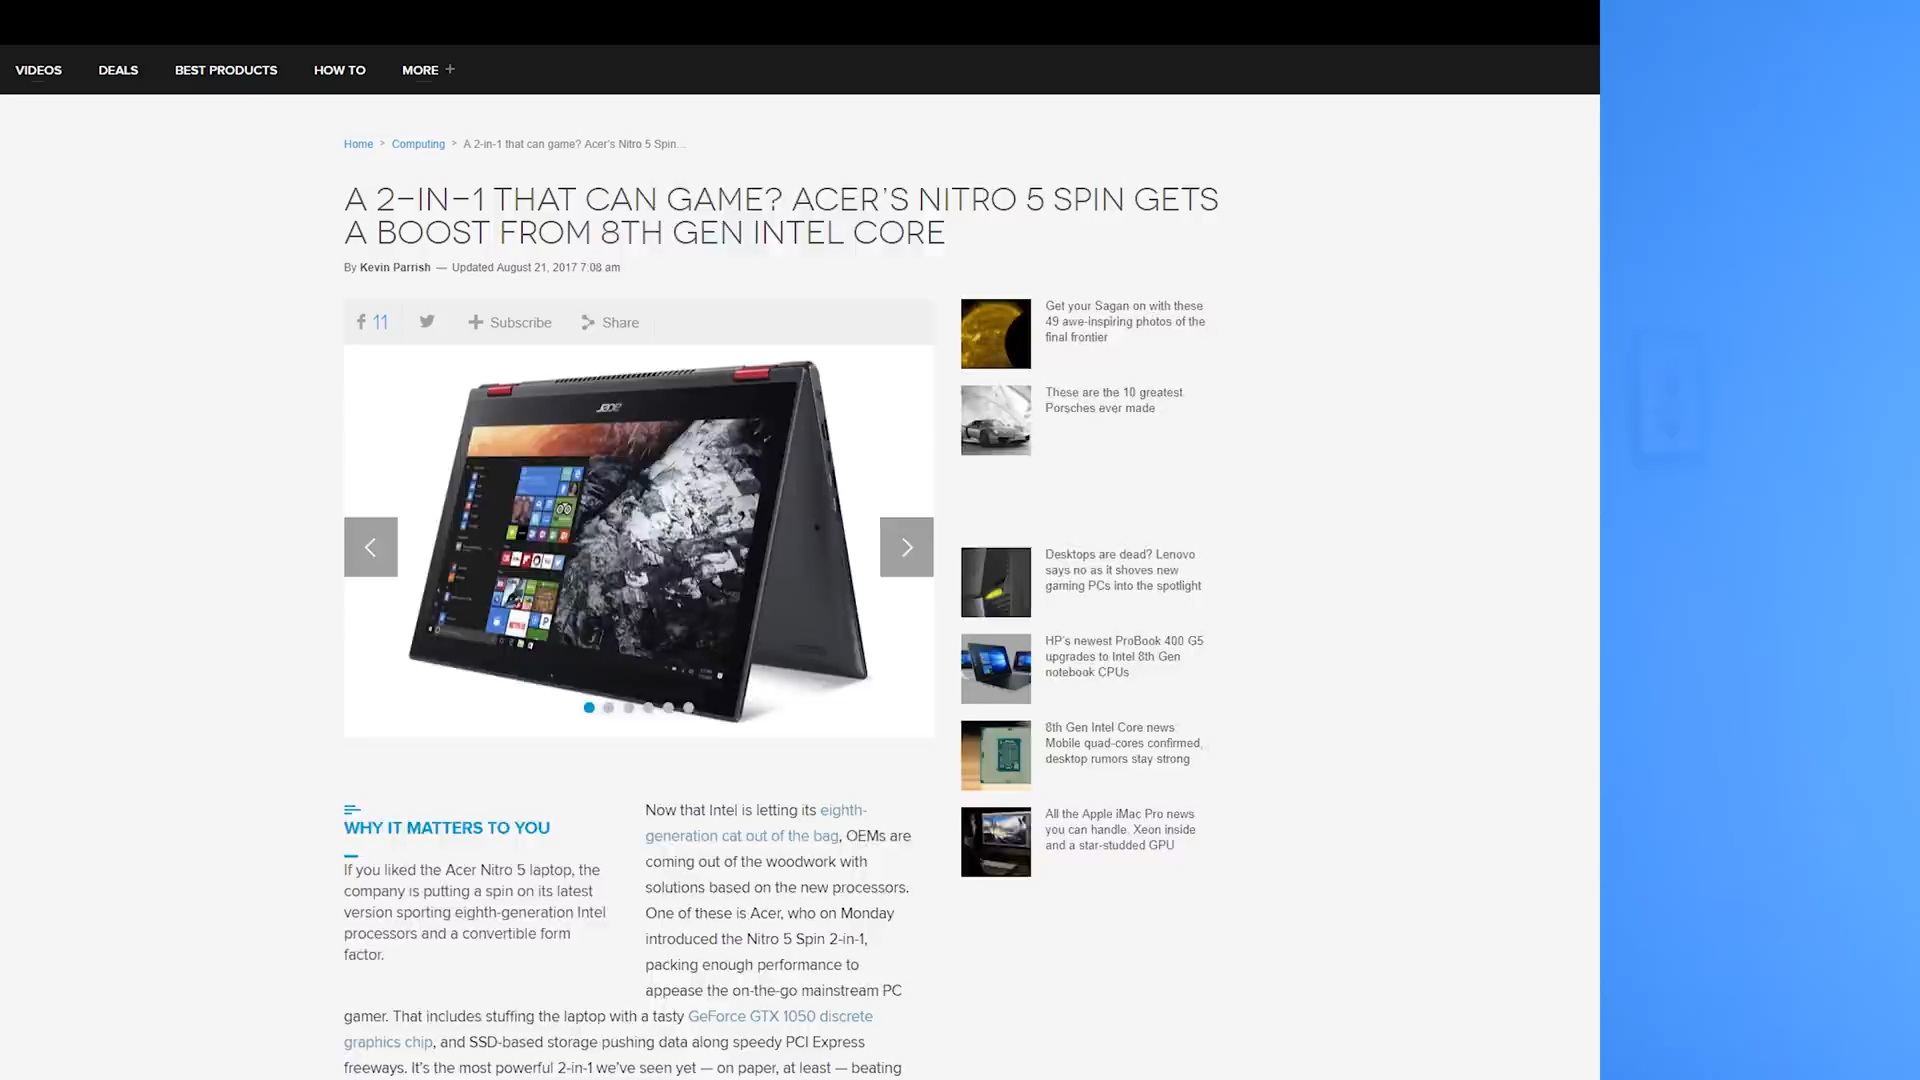 VIDEOS DEALS BEST PRODUCTS HOW TO MORE +
Home > Computing > A 2-in-1 that can game? Acer's Nitro 5 Spin...
A 2-IN-1 THAT CAN GAME? ACER'S NITRO 5 SPIN GETS
A BOOST FROM 8TH GEN INTEL CORE
By Kevin Parrish — Updated August 21, 2017 7:08 am
11 Subscribe Share
acer
WHY IT MATTERS TO YOU
If you liked the Acer Nitro 5 laptop, the
company is putting a spin on its latest
version sporting eighth-generation Intel
processors and a convertible form
factor.
Now that Intel is letting its eighth-
generation cat out of the bag, OEMs are
coming out of the woodwork with
solutions based on the new processors.
One of these is Acer, who on Monday
introduced the Nitro 5 Spin 2-in-1,
packing enough performance to
appease the on-the-go mainstream PC
gamer. That includes stuffing the laptop with a tasty GeForce GTX 1050 discrete
graphics chip, and SSD-based storage pushing data along speedy PCI Express
freeways. It's the most powerful 2-in-1 we've seen yet — on paper, at least — beating
Get your Sagan on with these
49 awe-inspiring photos of the
final frontier
These are the 10 greatest
Porsches ever made
Desktops are dead? Lenovo
says no as it shoves new
gaming PCs into the spotlight
HP's newest ProBook 400 G5
upgrades to Intel 8th Gen
notebook CPUs
8th Gen Intel Core news
Mobile quad-cores confirmed,
desktop rumors stay strong
All the Apple iMac Pro news
you can handle. Xeon inside
and a star-studded GPU